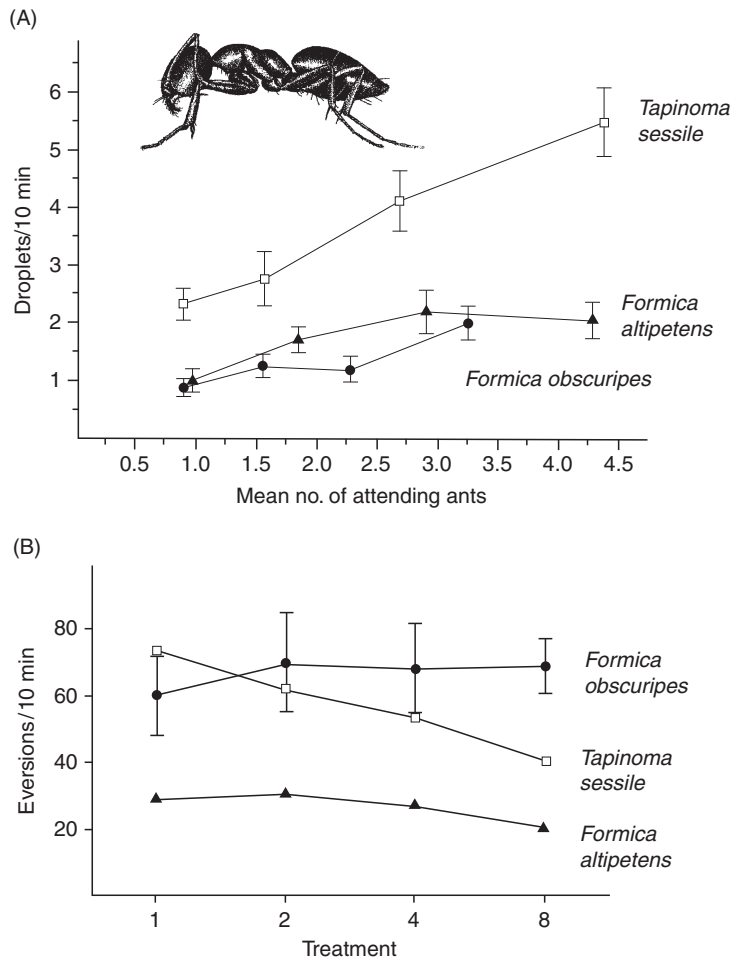 (A)
6
5
4
3
2
1
Droplets/10 min
Tapinoma
sessile
Formica
altipetens
Formica obscuripes
0.5 1.0 1.5 2.0 2.5 3.0 3.5 4.0 4.5
Mean no. of attending ants
(B)
80
60
40
20
Eversions/10 min
Formica
obscuripes
Tapinoma
sessile
Formica
altipetens
1 2 4 8
Treatment